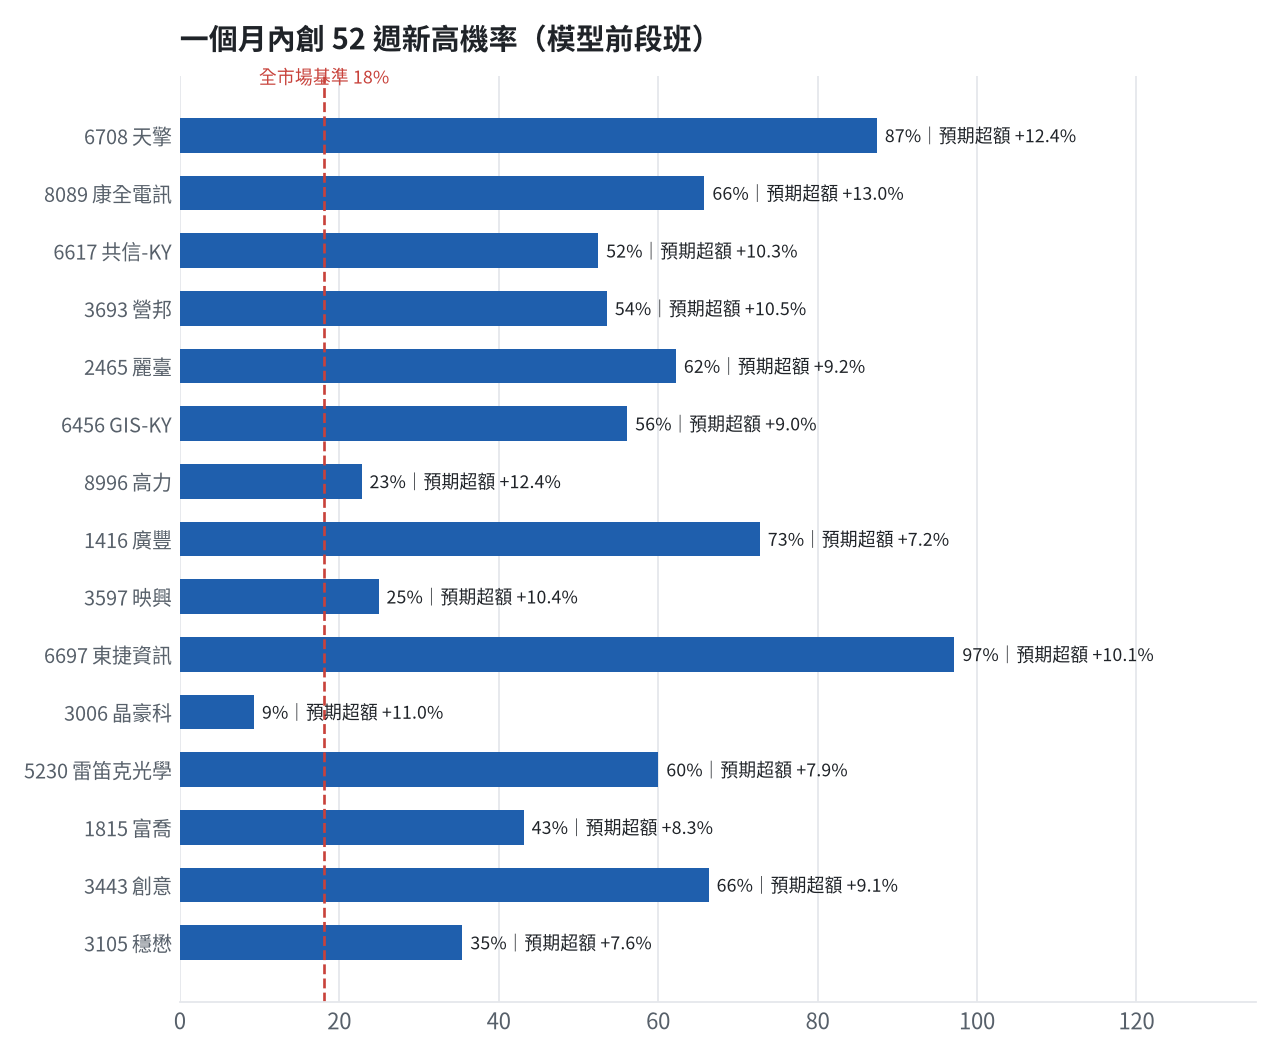 一個月內創 52 週新高機率（模型前段班）
全市場基準 18%
6708 天擎 87%｜預期超額 +12.4%
8089 康全電訊 66%｜預期超額 +13.0%
6617 共信-KY 52%｜預期超額 +10.3%
3693 營邦 54%｜預期超額 +10.5%
2465 麗臺 62%｜預期超額 +9.2%
6456 GIS-KY 56%｜預期超額 +9.0%
8996 高力 23%｜預期超額 +12.4%
1416 廣豐 73%｜預期超額 +7.2%
3597 映興 25%｜預期超額 +10.4%
6697 東捷資訊 97%｜預期超額 +10.1%
3006 晶豪科 9%｜預期超額 +11.0%
5230 雷笛克光學 60%｜預期超額 +7.9%
1815 富喬 43%｜預期超額 +8.3%
3443 創意 66%｜預期超額 +9.1%
3105 穩懋 35%｜預期超額 +7.6%
0 20 40 60 80 100 120